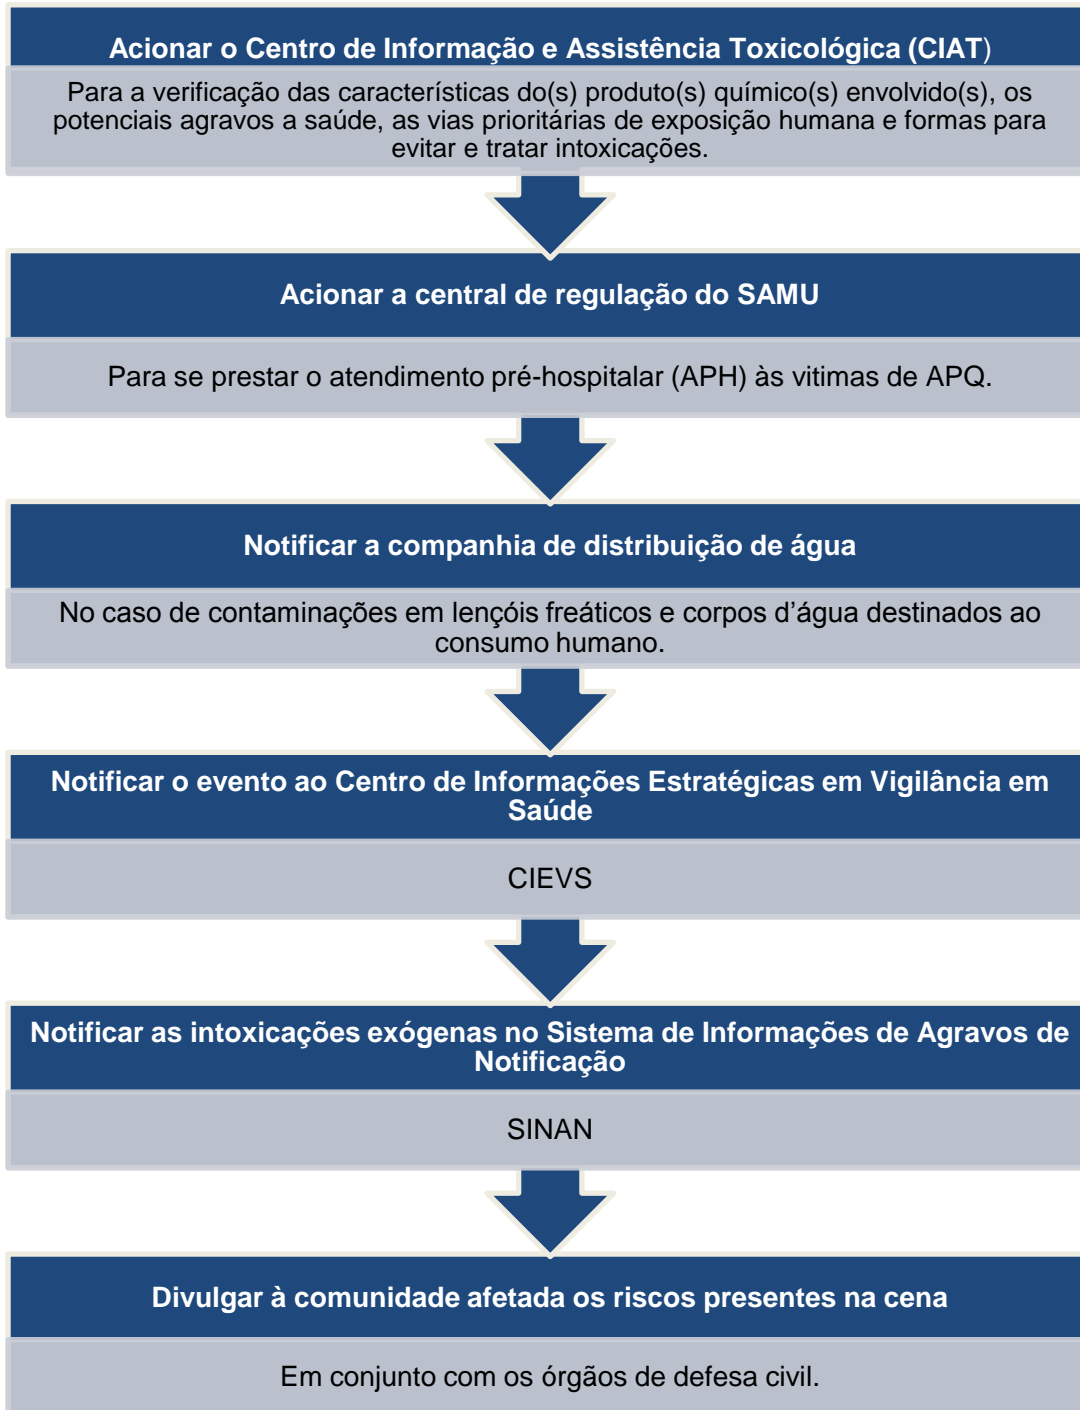 Acionar o Centro de Informação e Assistência Toxicológica (CIAT)
Para a verificação das características do(s) produto(s) químico(s) envolvido(s), os
potenciais agravos a saúde, as vias prioritárias de exposição humana e formas para
evitar e tratar intoxicações.
Acionar a central de regulação do SAMU
Para se prestar o atendimento pré-hospitalar (APH) às vitimas de APQ.
Notificar a companhia de distribuição de água
No caso de contaminações em lençóis freáticos e corpos d’água destinados ao
consumo humano.
Notificar o evento ao Centro de Informações Estratégicas em Vigilância em
Saúde
CIEVS
Notificar as intoxicações exógenas no Sistema de Informações de Agravos de
Notificação
SINAN
Divulgar à comunidade afetada os riscos presentes na cena
Em conjunto com os órgãos de defesa civil.